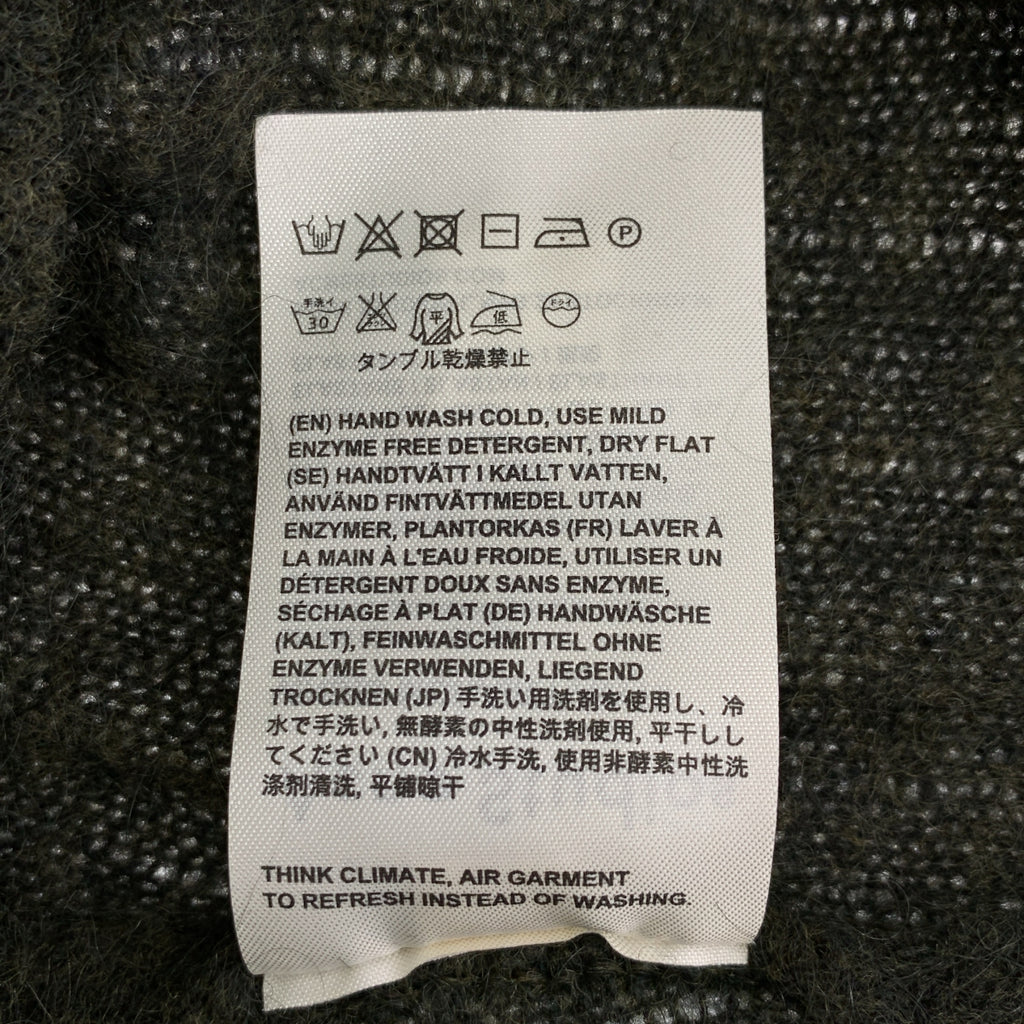 P
手洗イ
30
平
低
ドライ
タンブル乾燥禁止
(EN) HAND WASH COLD, USE MILD
ENZYME FREE DETERGENT, DRY FLAT
(SE) HANDTVÄTT I KALLT VATTEN,
ANVÄND FINTVÄTTMEDEL UTAN
ENZYMER, PLANTORKAS (FR) LAVER À
LA MAIN À L'EAU FROIDE, UTILISER UN
DÉTERGENT DOUX SANS ENZYME,
SÉCHAGE À PLAT (DE) HANDWÄSCHE
(KALT), FEINWASCHMITTEL OHNE
ENZYME VERWENDEN, LIEGEND
TROCKNEN (JP) 手洗い用洗剤を使用し、冷
水で手洗い, 無酵素の中性洗剤使用, 平干しし
てください (CN) 冷水手洗, 使用非酵素中性洗
涤剂清洗, 平铺晾干
THINK CLIMATE, AIR GARMENT
TO REFRESH INSTEAD OF WASHING.